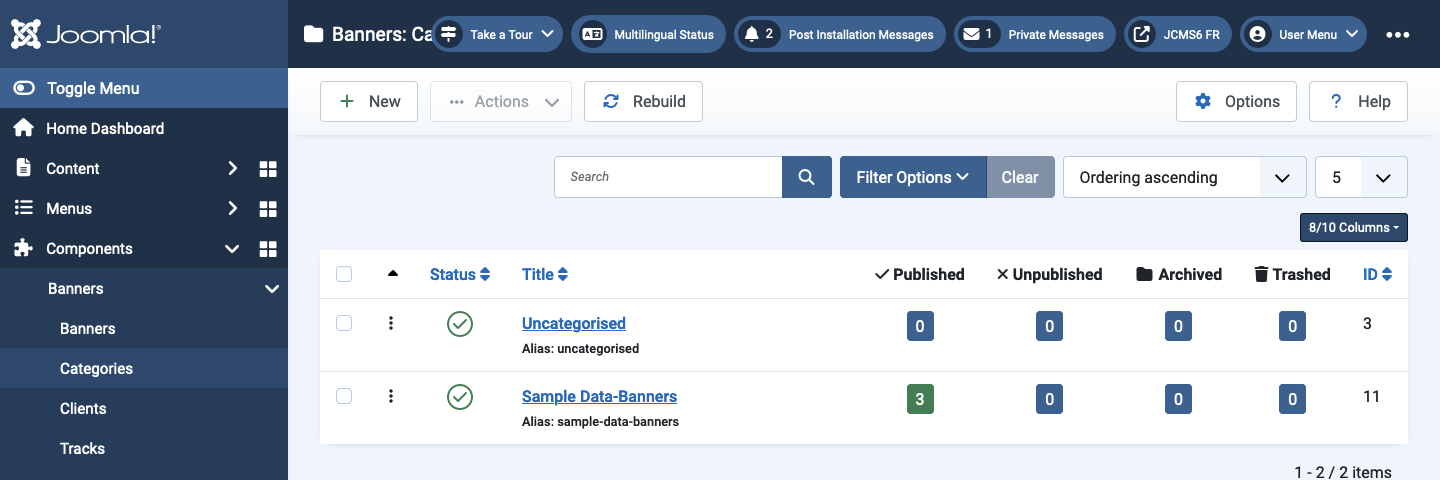 Joomla!®
Banners: Ca
Take a Tour
Multilingual Status
2 Post Installation Messages
1 Private Messages
JCMS6 FR
User Menu
Toggle Menu
Home Dashboard
Content
Menus
Components
Banners
Banners
Categories
Clients
Tracks
New
Actions
Rebuild
Options
? Help
Search
Filter Options
Clear
Ordering ascending
5
8/10 Columns
Status Title Published Unpublished Archived Trashed ID
Uncategorised 0 0 0 0 3
Alias: uncategorised
Sample Data-Banners 3 0 0 0 11
Alias: sample-data-banners
1 - 2 / 2 items